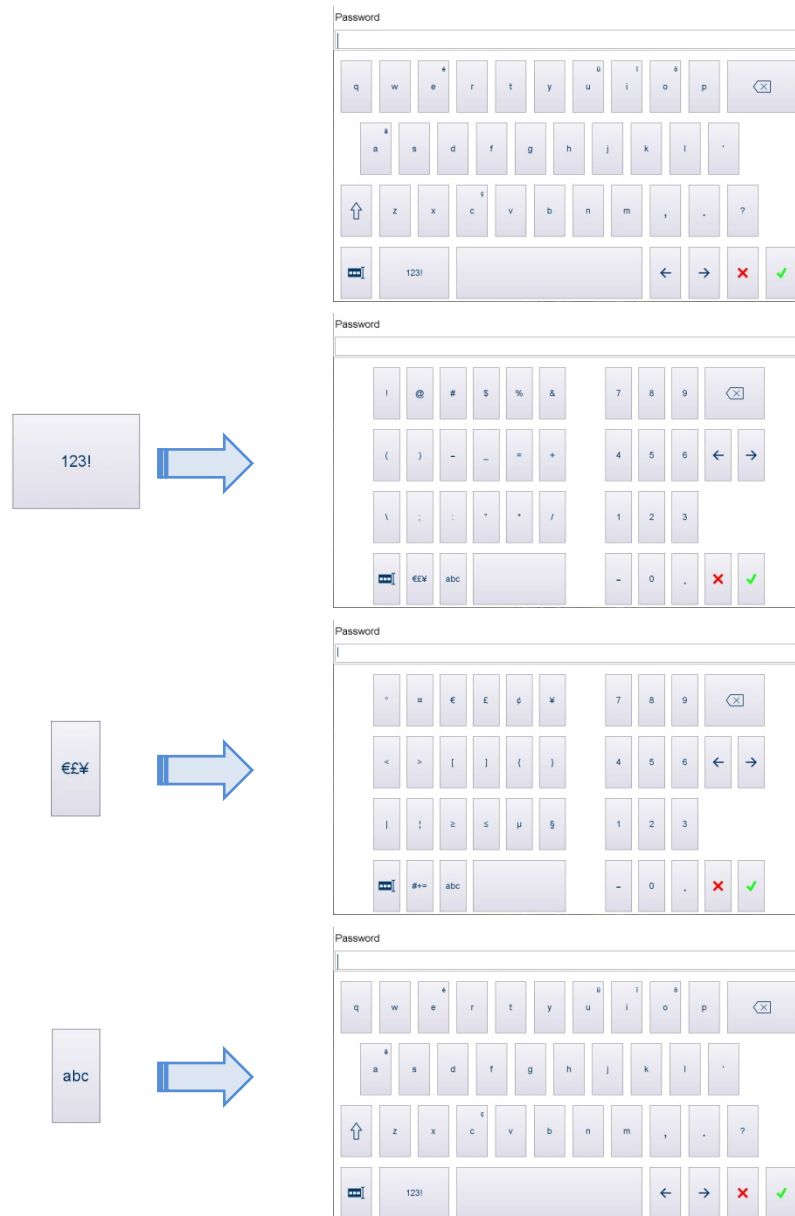 Password
q w e é r t y u ü i ï o ö p
a s d f g h j k l '
z x c ç v b n m , . ?
123!
Password
! @ # $ % & 7 8 9
123!
( ) - _ = + 4 5 6
\ ; : " * / 1 2 3
€£¥ abc - 0 .
Password
¤ € £ ¢ ¥ 7 8 9
€£¥
< > [ ] { } 4 5 6
| ¦ ≥ ≤ µ § 1 2 3
#+= abc - 0 .
Password
q w e é r t y u ü i ï o ö p
abc
a s d f g h j k l '
z x c ç v b n m , . ?
123!